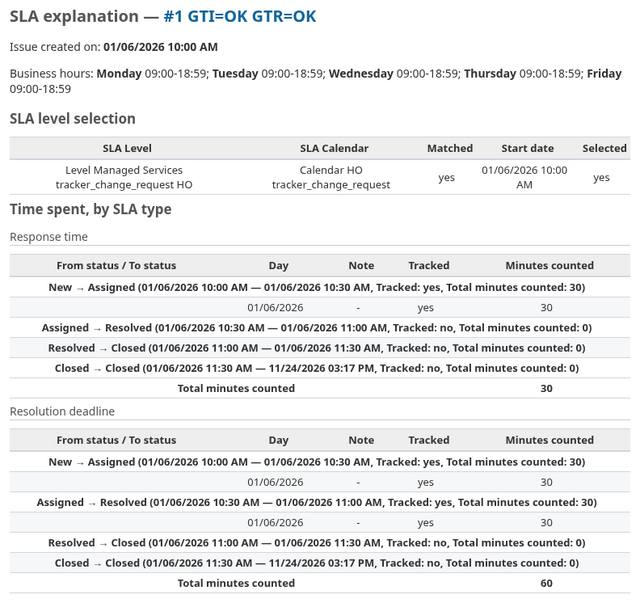 SLA explanation — #1 GTI=OK GTR=OK
Issue created on: 01/06/2026 10:00 AM
Business hours: Monday 09:00-18:59; Tuesday 09:00-18:59; Wednesday 09:00-18:59; Thursday 09:00-18:59; Friday
09:00-18:59
SLA level selection
SLA Level SLA Calendar Matched Start date Selected
Level Managed Services
tracker_change_request HO
Calendar HO
tracker_change_request
yes
01/06/2026 10:00
AM
yes
Time spent, by SLA type
Response time
From status / To status Day Note Tracked Minutes counted
New → Assigned (01/06/2026 10:00 AM — 01/06/2026 10:30 AM, Tracked: yes, Total minutes counted: 30)
01/06/2026 - yes 30
Assigned → Resolved (01/06/2026 10:30 AM — 01/06/2026 11:00 AM, Tracked: no, Total minutes counted: 0)
Resolved → Closed (01/06/2026 11:00 AM — 01/06/2026 11:30 AM, Tracked: no, Total minutes counted: 0)
Closed → Closed (01/06/2026 11:30 AM — 11/24/2026 03:17 PM, Tracked: no, Total minutes counted: 0)
Total minutes counted 30
Resolution deadline
From status / To status Day Note Tracked Minutes counted
New → Assigned (01/06/2026 10:00 AM — 01/06/2026 10:30 AM, Tracked: yes, Total minutes counted: 30)
01/06/2026 - yes 30
Assigned → Resolved (01/06/2026 10:30 AM — 01/06/2026 11:00 AM, Tracked: yes, Total minutes counted: 30)
01/06/2026 - yes 30
Resolved → Closed (01/06/2026 11:00 AM — 01/06/2026 11:30 AM, Tracked: no, Total minutes counted: 0)
Closed → Closed (01/06/2026 11:30 AM — 11/24/2026 03:17 PM, Tracked: no, Total minutes counted: 0)
Total minutes counted 60